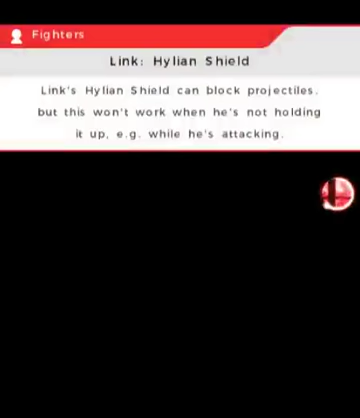 Fighters
Link: Hylian Shield
Link's Hylian Shield can block projectiles,
but this won't work when he's not holding
it up, e.g. while he's attacking.